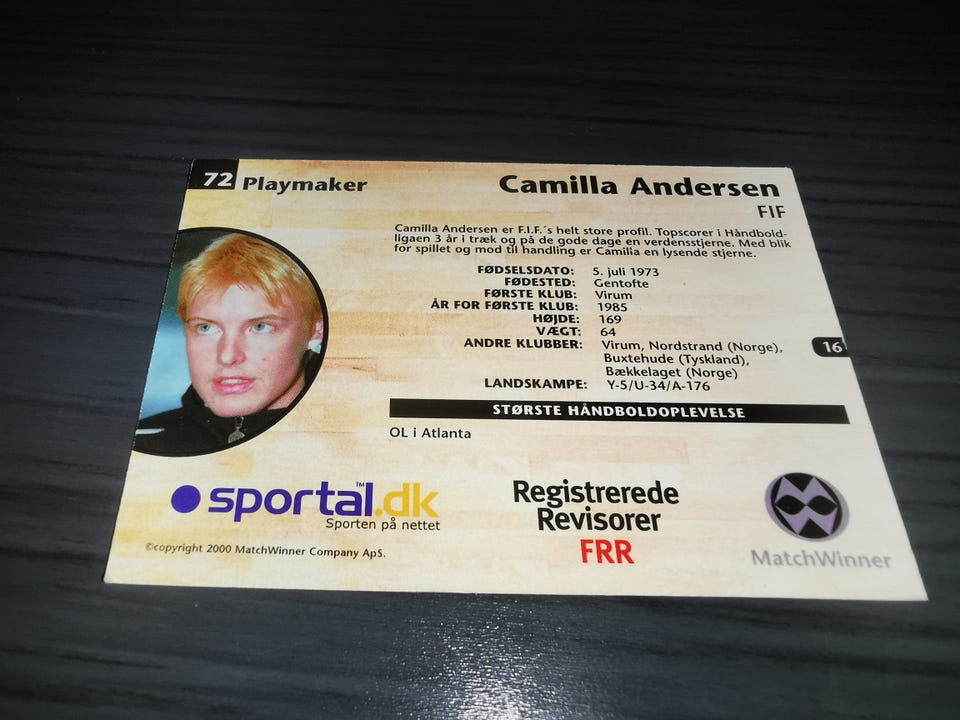 72 Playmaker
Camilla Andersen
FIF
Camilla Andersen er F.I.F.´s helt store profil. Topscorer i Håndbold-
ligaen 3 år i træk og på de gode dage en verdensstjerne. Med blik
for spillet og mod til handling er Camilla en lysende stjerne.
FØDSELSDATO: 5. juli 1973
FØDESTED: Gentofte
FØRSTE KLUB: Virum
ÅR FOR FØRSTE KLUB: 1985
HØJDE: 169
VÆGT: 64
ANDRE KLUBBER: Virum, Nordstrand (Norge),
Buxtehude (Tyskland),
Bækkelaget (Norge)
LANDSKAMPE: Y-5/U-34/A-176
16
STØRSTE HÅNDBOLDOPLEVELSE
OL i Atlanta
sportal.dk™
Sporten på nettet
Registrerede
Revisorer
FRR
MatchWinner
©copyright 2000 MatchWinner Company ApS.